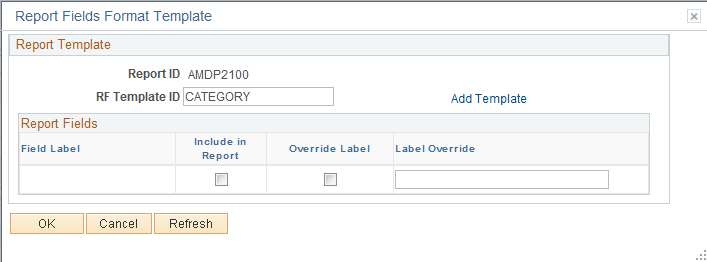 Report Fields Format Template
Report Template
Report ID AMDP2100
RF Template ID CATEGORY Add Template
Report Fields
Field Label Include in Report Override Label Label Override
OK Cancel Refresh